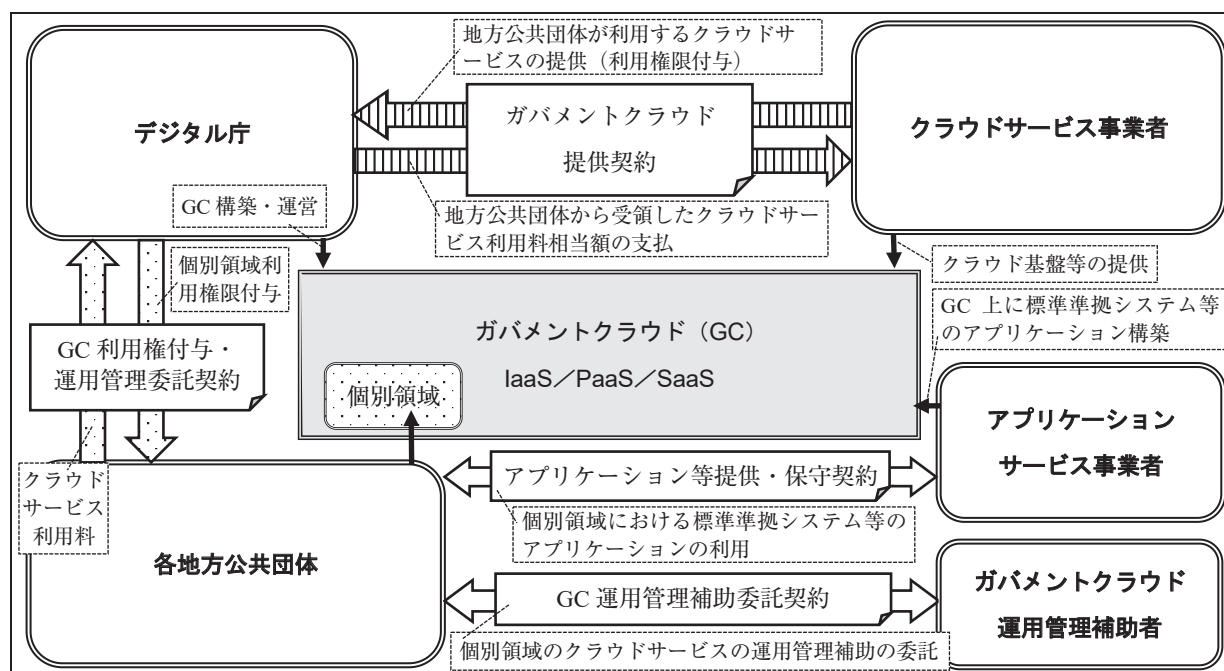 地方公共団体が利用するクラウドサ
ービスの提供（利用権限付与）
デジタル庁
ガバメントクラウド
提供契約
クラウドサービス事業者
GC 構築・運営
地方公共団体から受領したクラウドサー
ビス利用料相当額の支払
個別領域利
用権限付与
クラウド基盤等の提供
GC 上に標準準拠システム等
のアプリケーション構築
ガバメントクラウド（GC）
IaaS／PaaS／SaaS
個別領域
GC 利用権付与・
運用管理委託契約
アプリケーション
サービス事業者
クラウド
サービス
利用料
アプリケーション等提供・保守契約
個別領域における標準準拠システム等の
アプリケーションの利用
各地方公共団体
GC 運用管理補助委託契約
ガバメントクラウド
運用管理補助者
個別領域のクラウドサービスの運用管理補助の委託